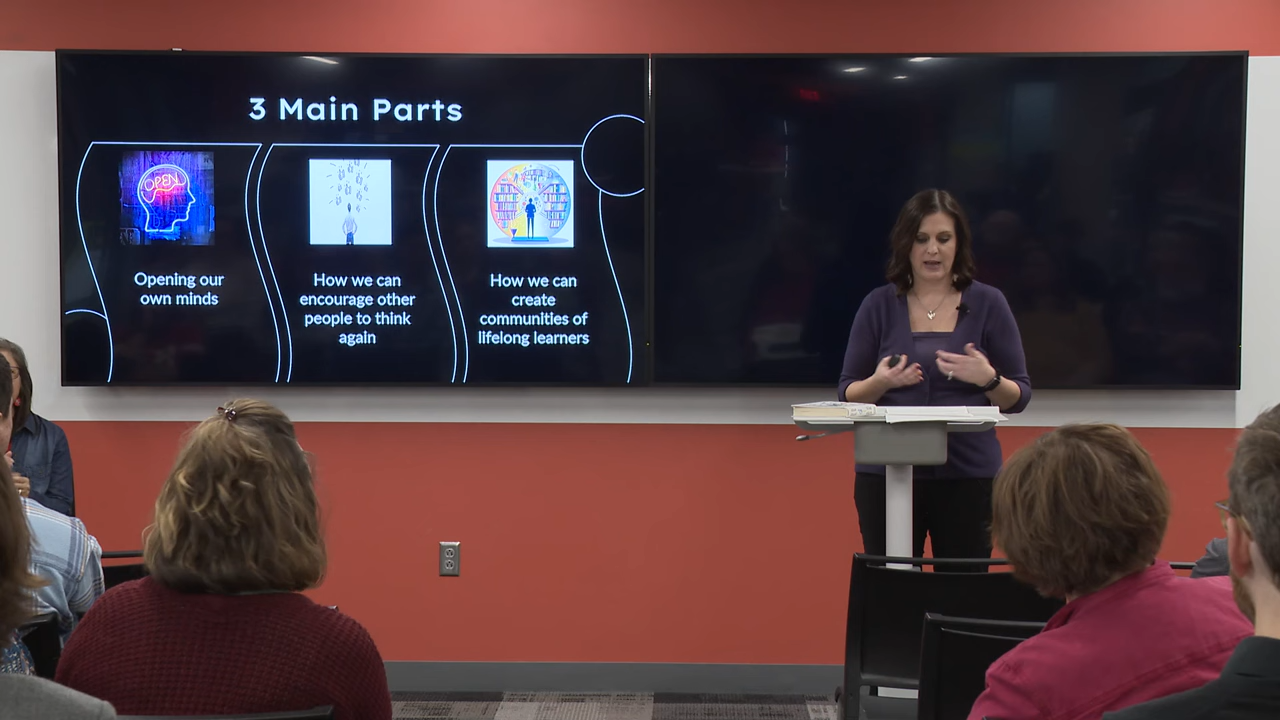 3 Main Parts
OPEN
Opening our
own minds
How we can
encourage other
people to think
again
How we can
create
communities of
lifelong learners